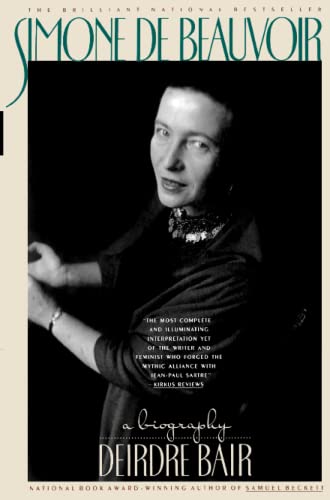 THE BRILLIANT NATIONAL BESTSELLER
SIMONE DE BEAUVOIR
"THE MOST COMPLETE
AND ILLUMINATING
INTERPRETATION YET
OF THE WRITER AND
FEMINIST WHO FORGED THE
MYTHIC ALLIANCE WITH
JEAN-PAUL SARTRE"
– KIRKUS REVIEWS
a biography
DEIRDRE BAIR
NATIONAL BOOK AWARD-WINNING AUTHOR OF SAMUEL BECKETT